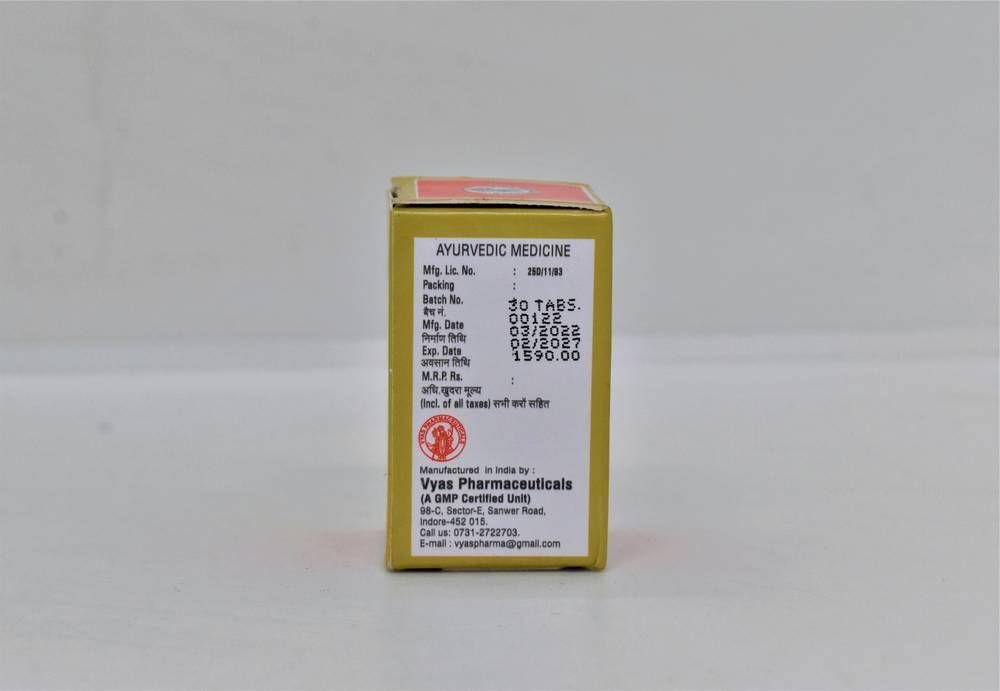 AYURVEDIC MEDICINE
Mfg. Lic. No. : 25D/11/93
Packing :
Batch No. : 30 TABS.
बैच नं. 00122
Mfg. Date 03/2022
निर्माण तिथि 02/2027
Exp. Date 1590.00
अवसान तिथि
M.R.P. Rs. :
अधि.खुदरा मूल्य
(Incl. of all taxes) सभी करों सहित
VYAS PHARMACEUTICALS
Manufactured in India by :
Vyas Pharmaceuticals
(A GMP Certified Unit)
98-C, Sector-E, Sanwer Road,
Indore-452 015.
Call us: 0731-2722703.
E-mail : vyaspharma@gmail.com